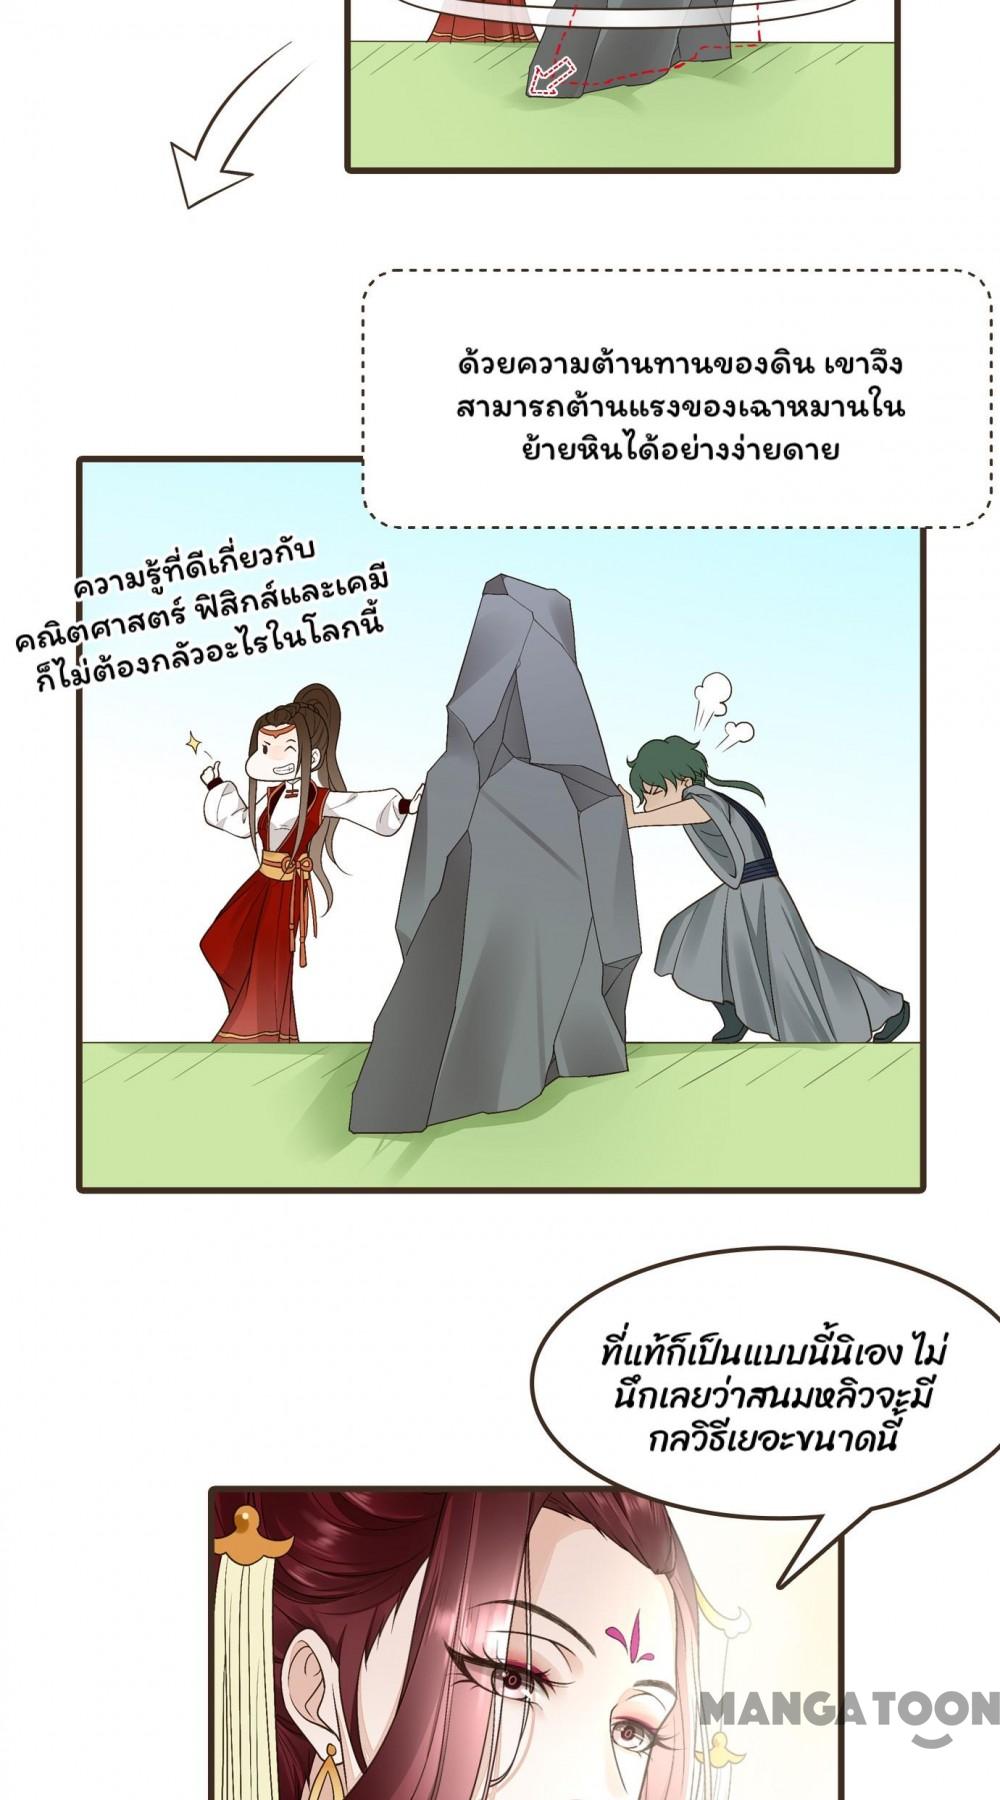 ด้วยความต้านทานของดิน เขาจึง
สามารถต้านแรงของเฉาหมานใน
ย้ายหินได้อย่างง่ายดาย
ความรู้ที่ดีเกี่ยวกับ
คณิตศาสตร์ ฟิสิกส์และเคมี
ก็ไม่ต้องกลัวอะไรในโลกนี้
ที่แท้ก็เป็นแบบนี้นิเอง ไม่
นึกเลยว่าสนมหลิวจะมี
กลวิธีเยอะขนาดนี้
MANGATOON